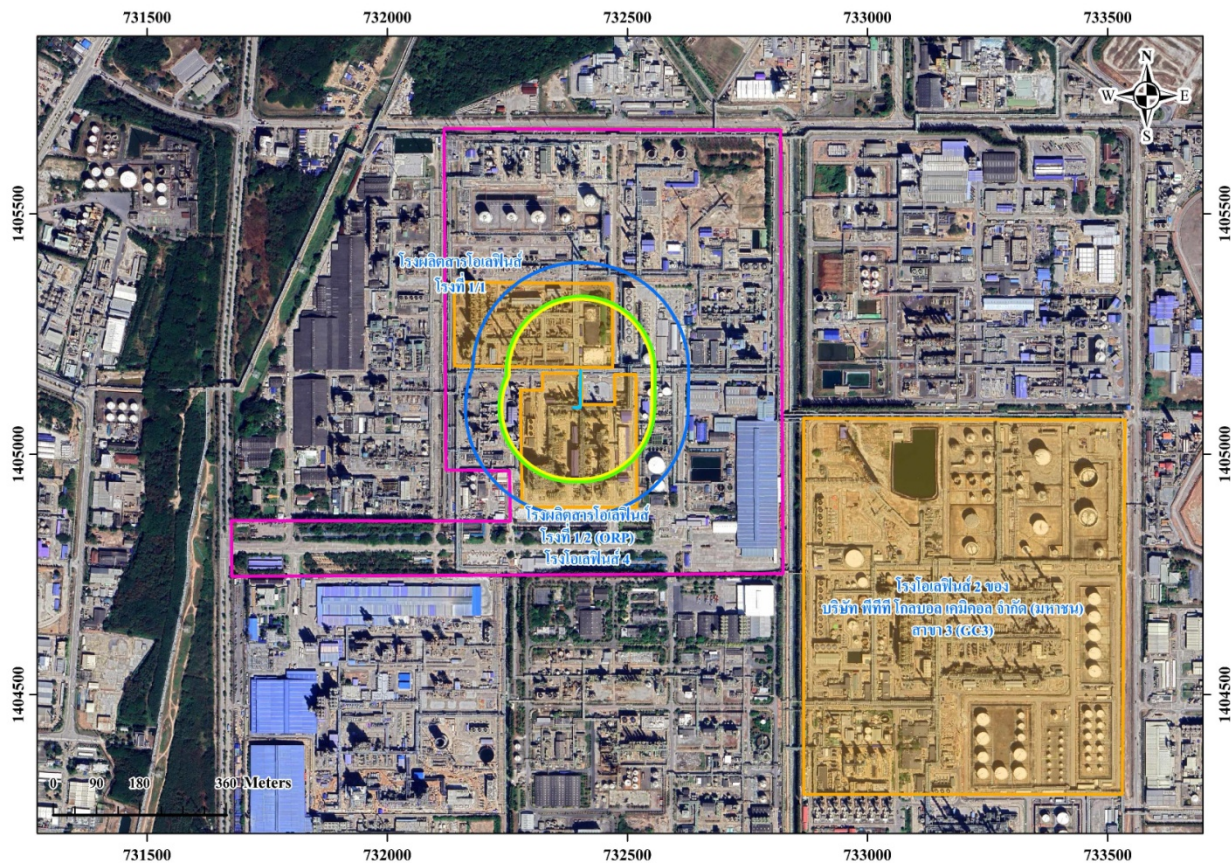 731500 732000 732500 733000 733500
N
W E
S
1405500 1405500
โรงผลิตสารโอเลฟินส์
โรงที่ 1/1
1405000 1405000
โรงผลิตสารโอเลฟินส์
โรงที่ 1/2 (ORP)
โรงโอเลฟินส์ 4
โรงโอเลฟินส์ 2 ของ
บริษัท พีทีที โกลบอล เคมิคอล จำกัด (มหาชน)
สาขา 3 (GC3)
1404500 1404500
0 90 180 360 Meters
731500 732000 732500 733000 733500